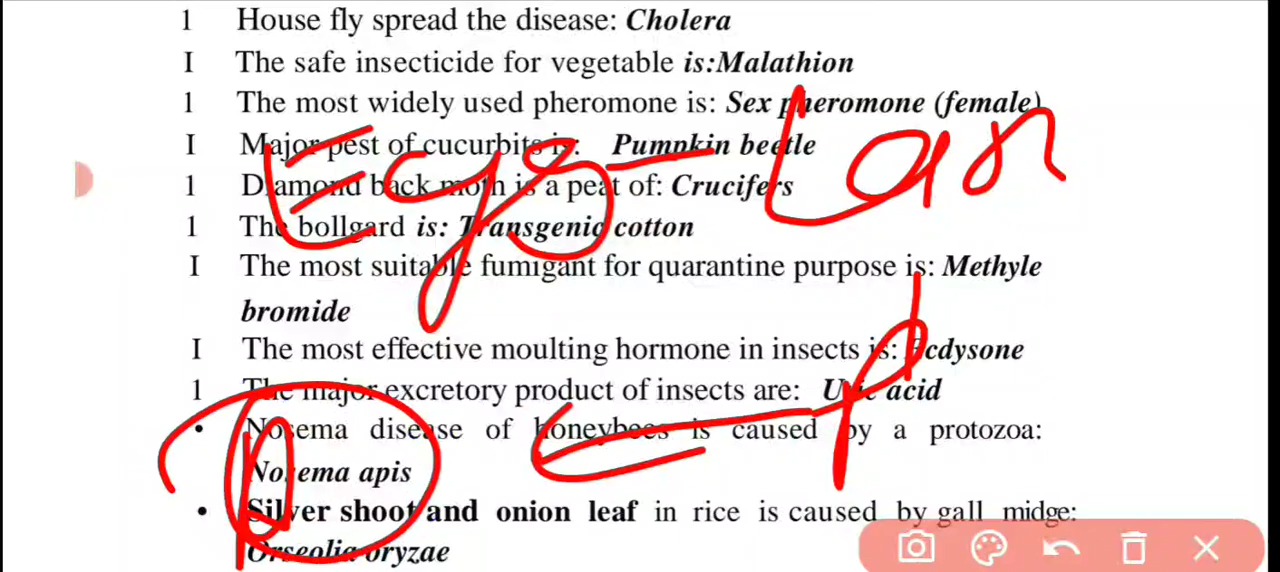 1 House fly spread the disease: Cholera
I The safe insecticide for vegetable is:Malathion
1 The most widely used pheromone is: Sex pheromone (female)
I Major pest of cucurbits is: Pumpkin beetle
1 Diamond back moth is a peat of: Crucifers
1 The bollgard is: Transgenic cotton
I The most suitable fumigant for quarantine purpose is: Methyle
bromide
I The most effective moulting hormone in insects is: Ecdysone
1 The major excretory product of insects are: Uric acid
• Nosema disease of honeybees is caused by a protozoa:
Nosema apis
• Silver shoot and onion leaf in rice is caused by gall midge:
Orseolia oryzae